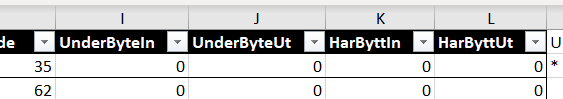 I J K L
de UnderByteIn UnderByteUt HarByttIn HarByttUt U
35 0 0 0 0 *
62 0 0 0 0